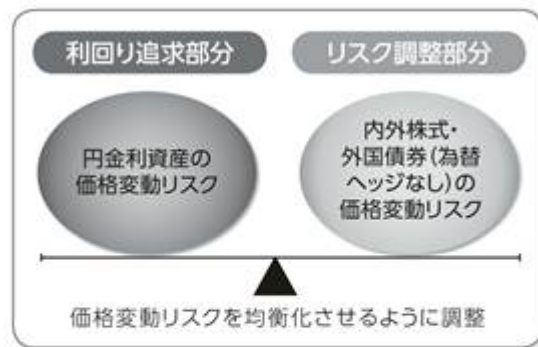 利回り追求部分
リスク調整部分
円金利資産の
価格変動リスク
内外株式・
外国債券(為替
ヘッジなし)の
価格変動リスク
価格変動リスクを均衡化させるように調整